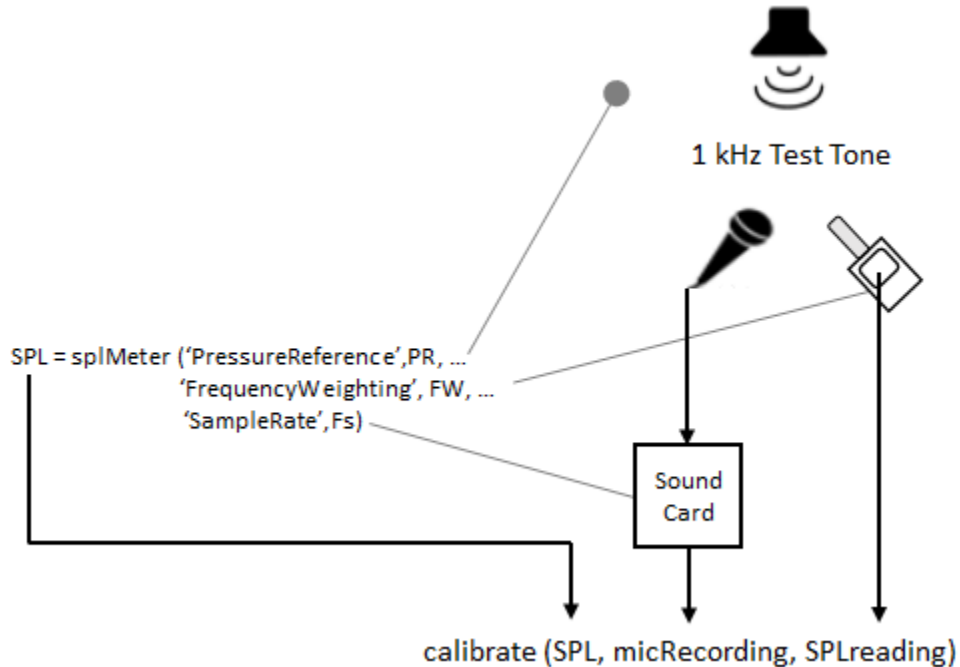 1 kHz Test Tone
SPL = splMeter (‘PressureReference’,PR, ...
‘FrequencyWeighting’, FW, ...
‘SampleRate’,Fs)
Sound
Card
calibrate (SPL, micRecording, SPLreading)